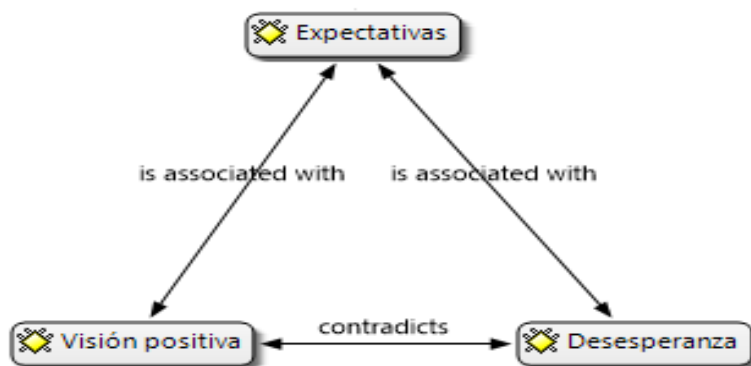 Expectativas
is associated with
is associated with
contradicts
Visión positiva
Desesperanza